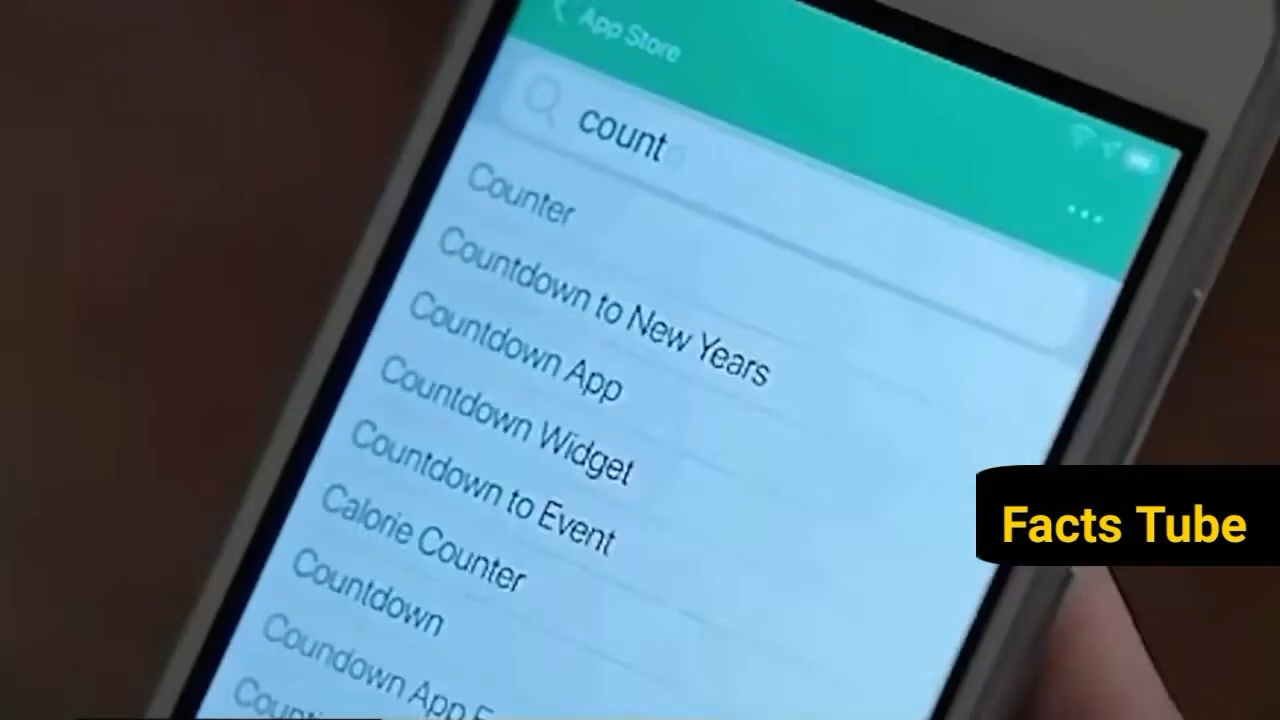 App Store
count
Counter
Countdown to New Years
Countdown App
Countdown Widget
Countdown to Event
Calorie Counter
Countdown
Coundown App
Facts Tube